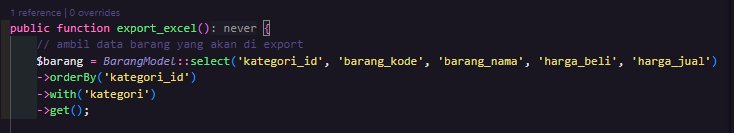 1 reference | 0 overrides
public function export_excel(): never {
// ambil data barang yang akan di export
$barang = BarangModel::select('kategori_id', 'barang_kode', 'barang_nama', 'harga_beli', 'harga_jual')
->orderBy('kategori_id')
->with('kategori')
->get();